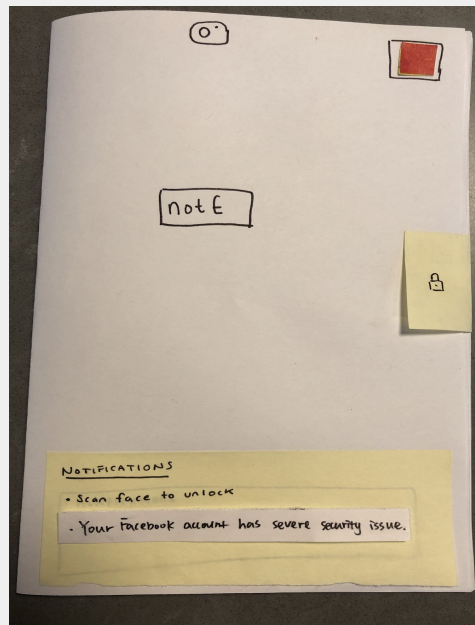 notE
NOTIFICATIONS
• Scan face to unlock
- Your Facebook account has severe security issue.